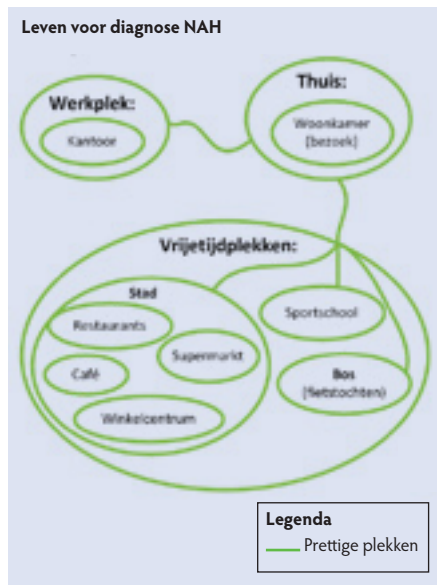 Leven voor diagnose NAH
Thuis:
Werkplek:
Woonkamer
(bezoek)
Kantoor
Vrijetijdplekken:
Stad
Restaurants
Sportschool
Supermarkt
Café
Bos
(fietstochten)
Winkelcentrum
Legenda
Prettige plekken